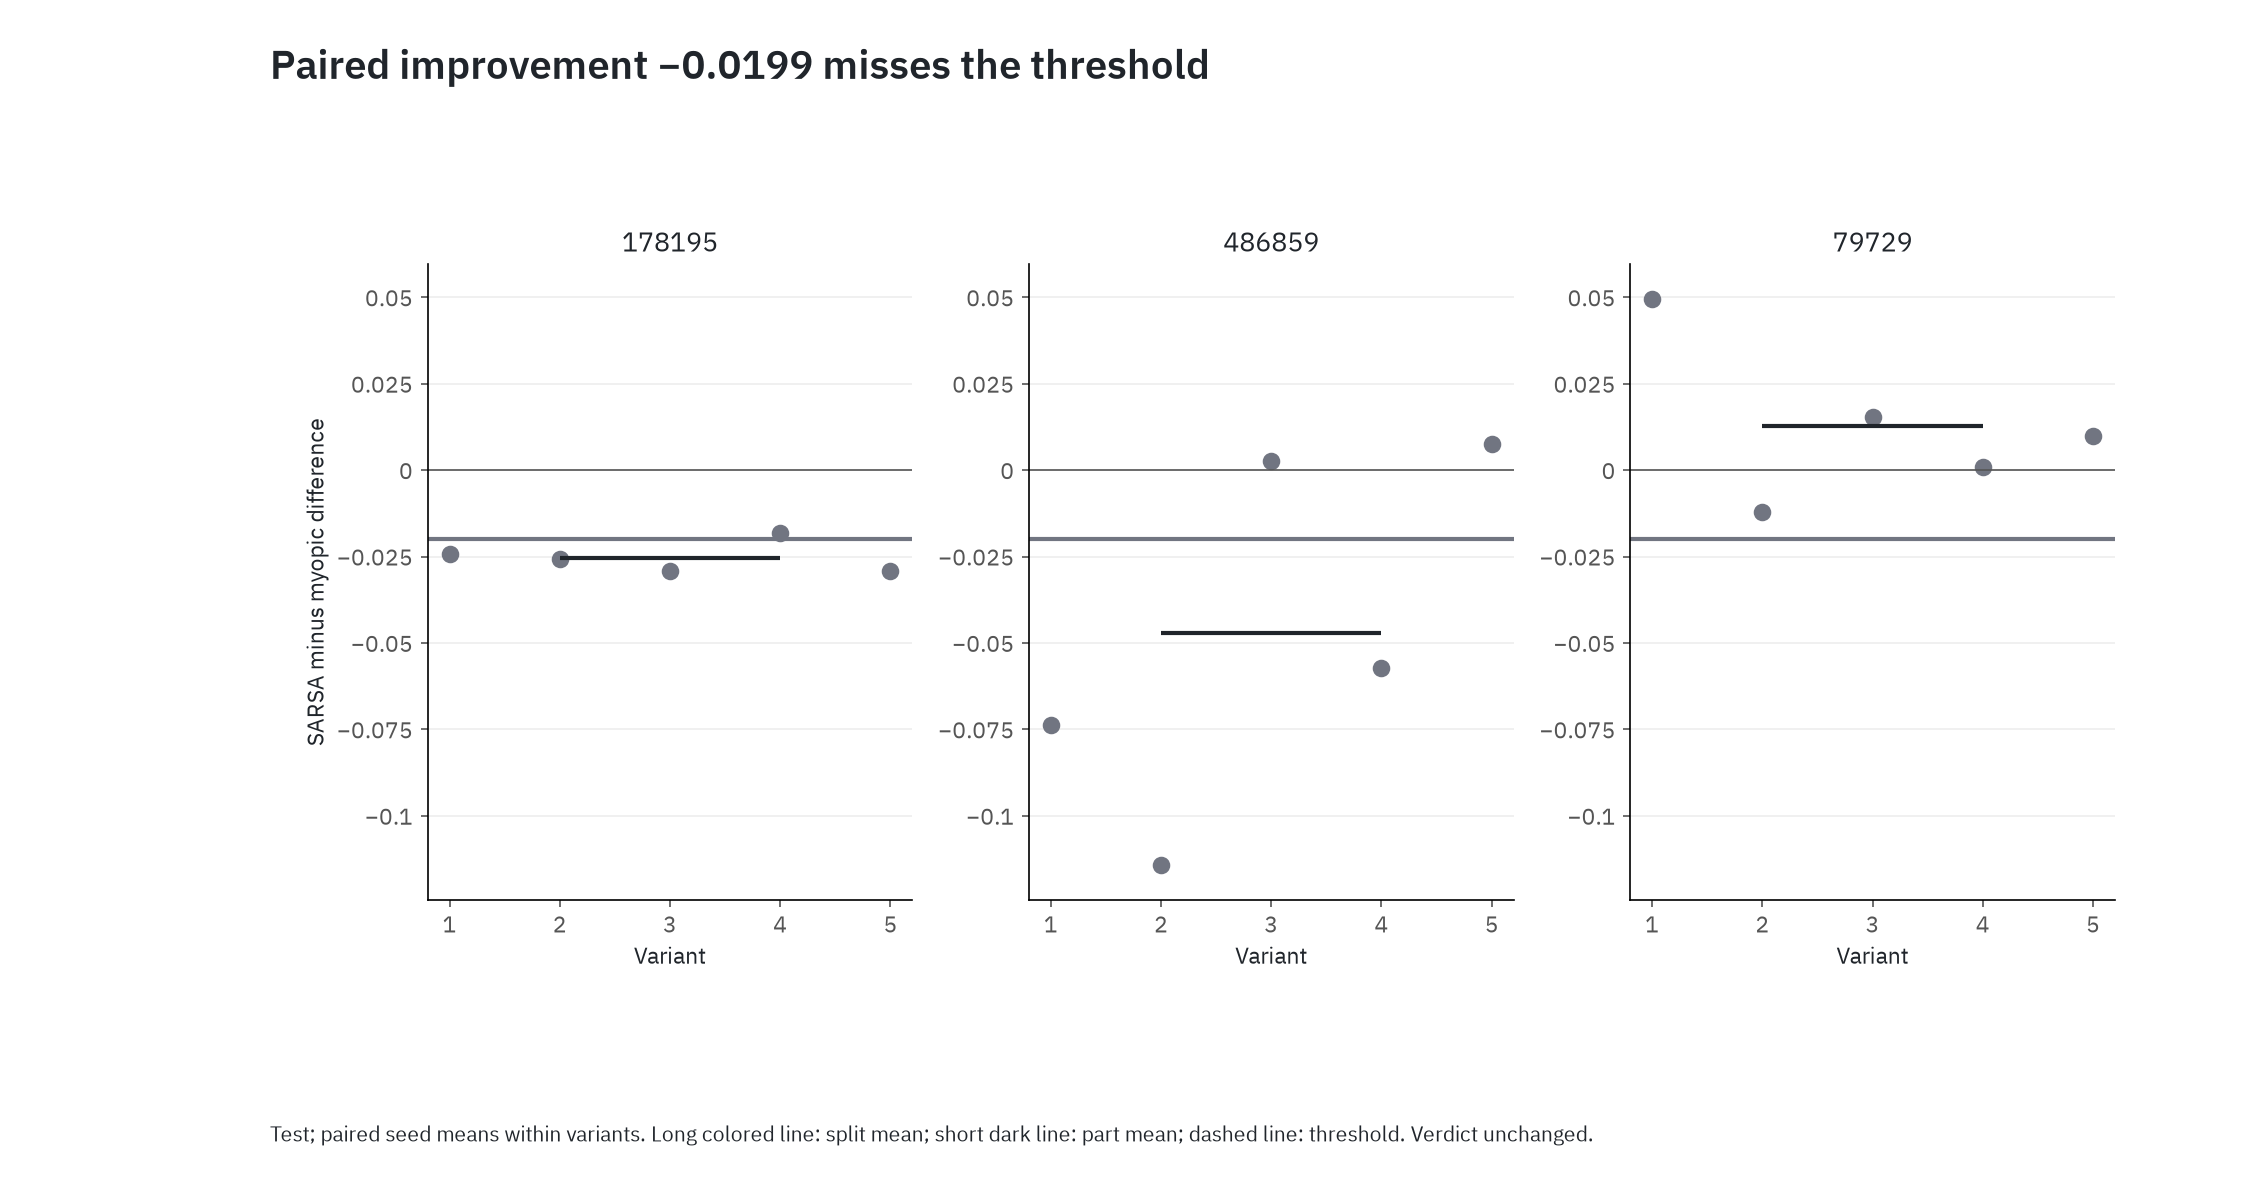 Paired improvement −0.0199 misses the threshold
178195
486859
79729
SARSA minus myopic difference
0.05
0.025
0
−0.025
−0.05
−0.075
−0.1
0.05
0.025
0
−0.025
−0.05
−0.075
−0.1
0.05
0.025
0
−0.025
−0.05
−0.075
−0.1
1 2 3 4 5
1 2 3 4 5
1 2 3 4 5
Variant
Variant
Variant
Test; paired seed means within variants. Long colored line: split mean; short dark line: part mean; dashed line: threshold. Verdict unchanged.